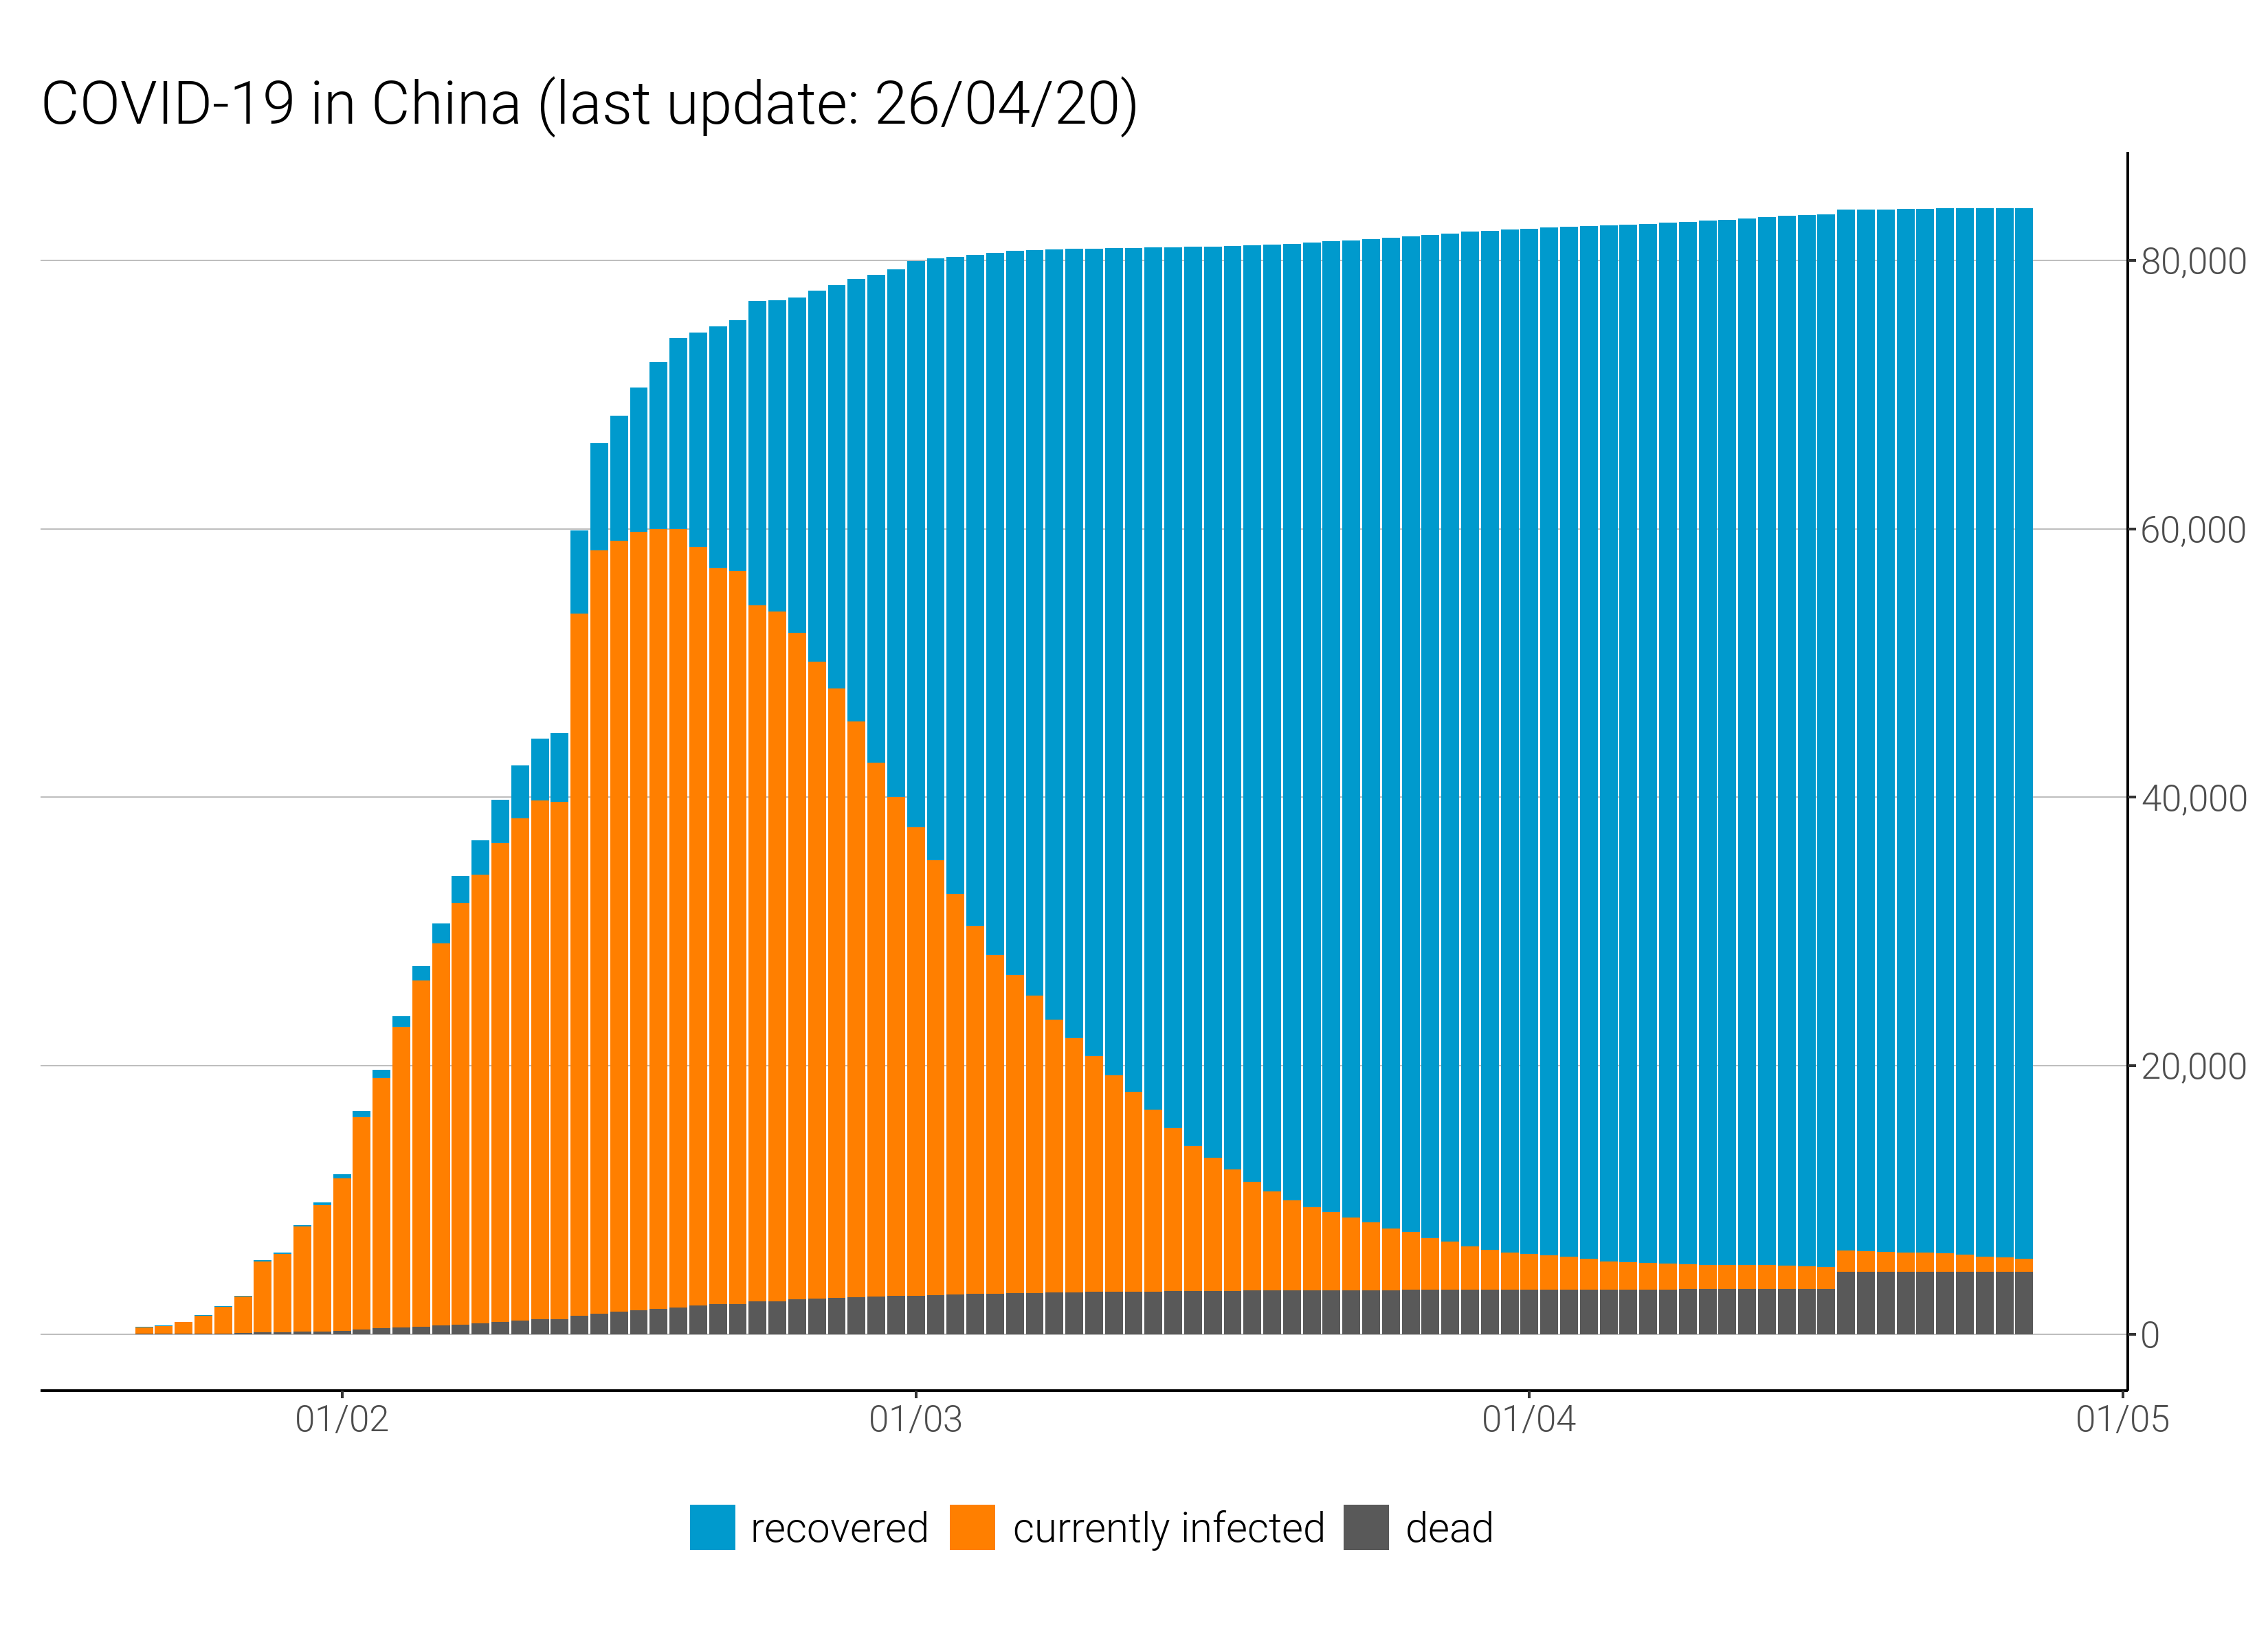 COVID-19 in China (last update: 26/04/20)
80,000
60,000
40,000
20,000
0
01/02 01/03 01/04 01/05
recovered currently infected dead